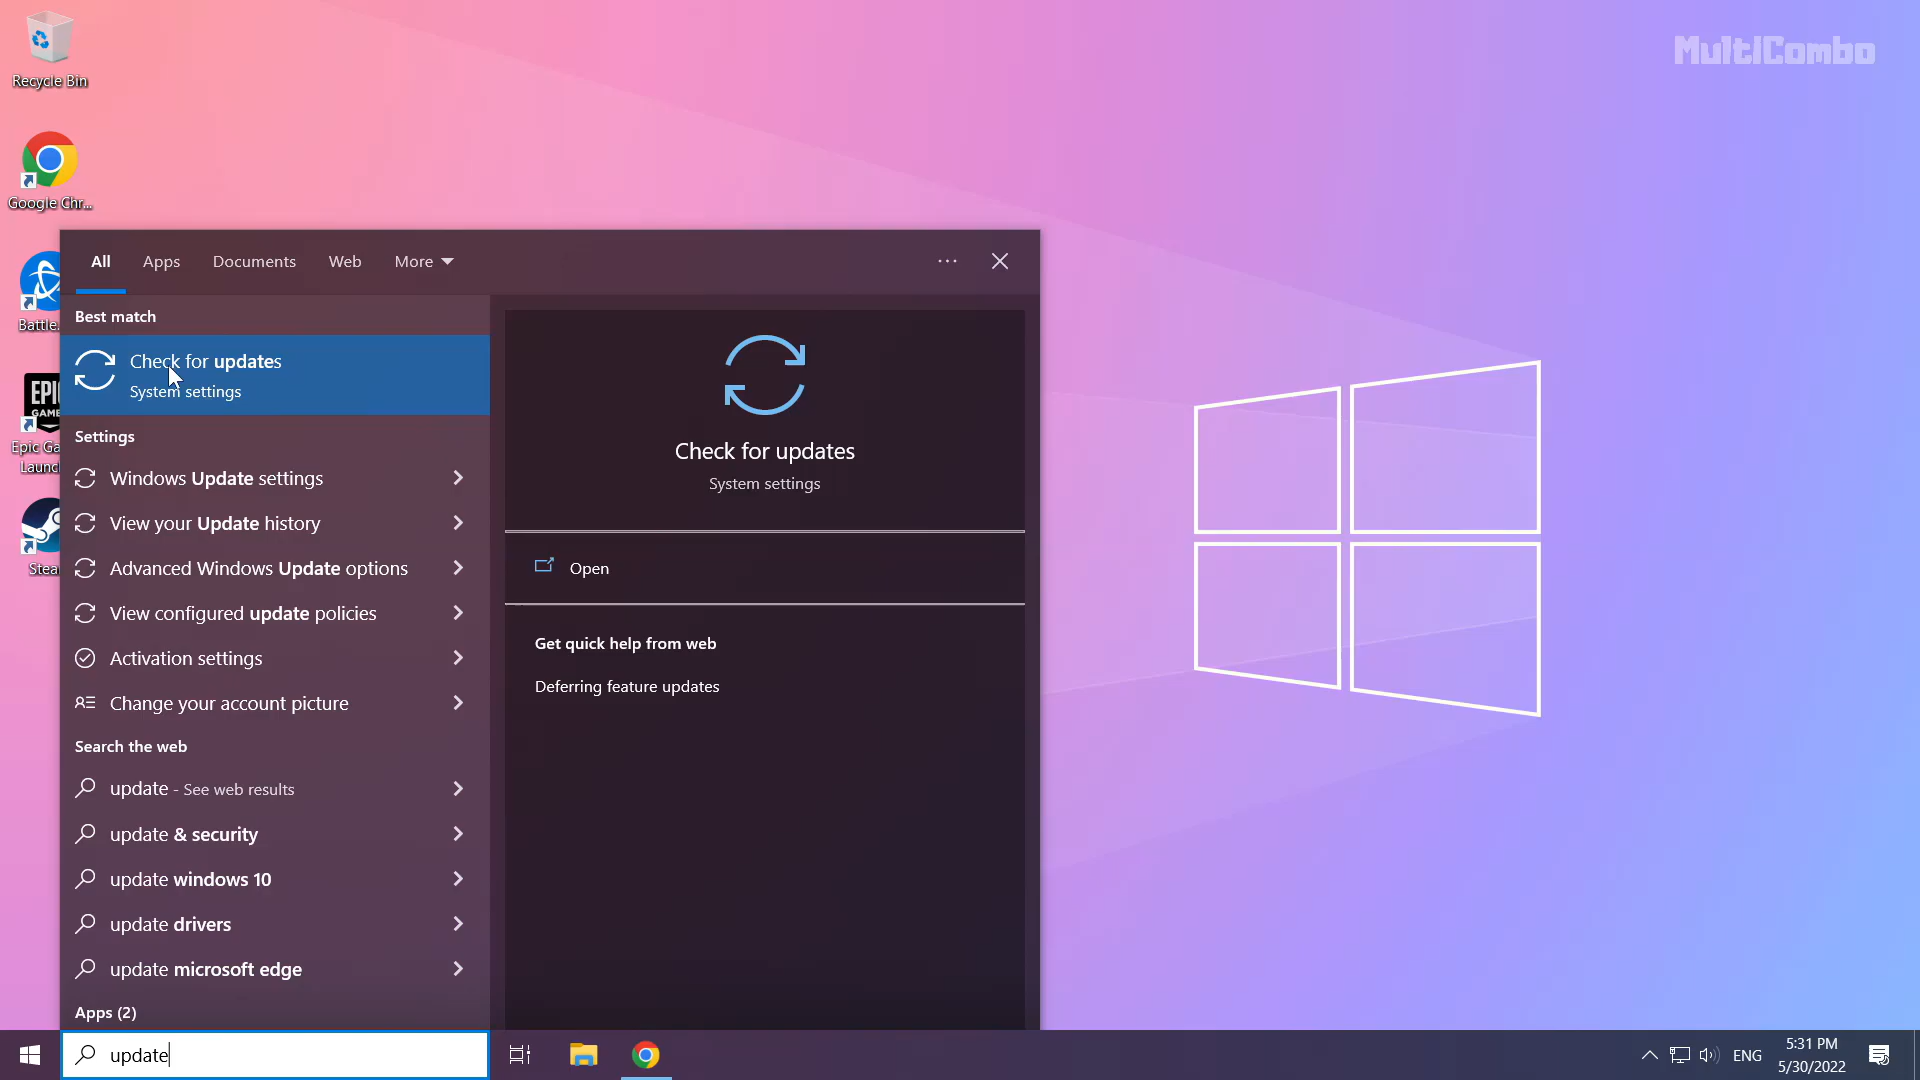 Recycle Bin
MultiCombo
Google Chr...
All Apps Documents Web More
Battle.
Best match
Check for updates
System settings
EPIC
GAM
Epic Ga
Launc
Settings
Windows Update settings
View your Update history
Advanced Windows Update options
View configured update policies
Activation settings
Change your account picture
Stea
Search the web
update - See web results
update & security
update windows 10
update drivers
update microsoft edge
Apps (2)
Check for updates
System settings
Open
Get quick help from web
Deferring feature updates
update
ENG
5:31 PM
5/30/2022